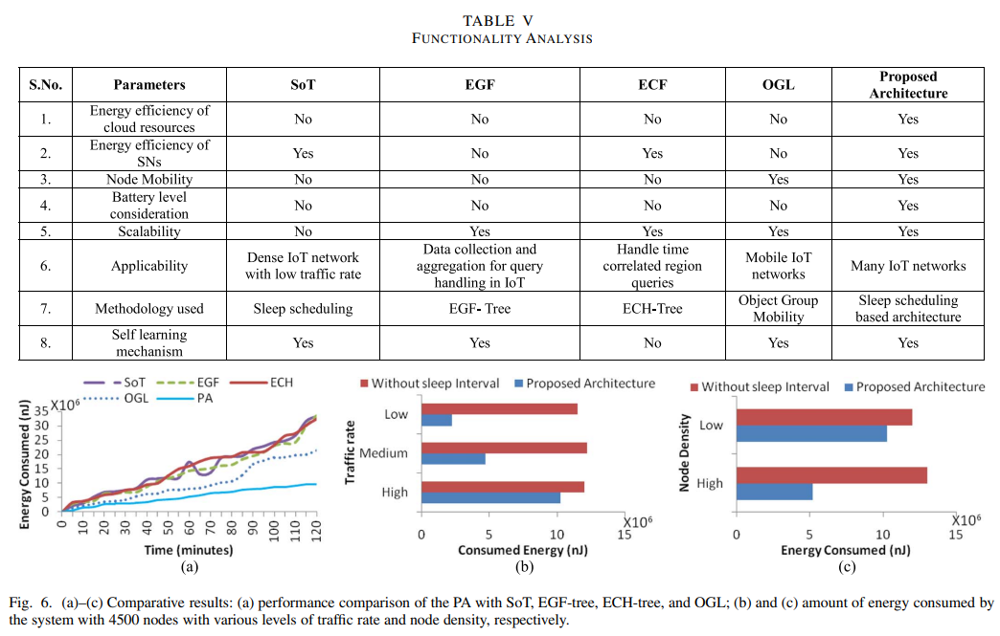 TABLE V
FUNCTIONALITY ANALYSIS
S.No. Parameters SoT EGF ECF OGL Proposed Architecture
1. Energy efficiency of cloud resources No No No No Yes
2. Energy efficiency of SNs Yes No Yes No Yes
3. Node Mobility No No No Yes Yes
4. Battery level consideration No No No No Yes
5. Scalability No Yes Yes Yes Yes
6. Applicability Dense IoT network with low traffic rate Data collection and aggregation for query handling in IoT Handle time correlated region queries Mobile IoT networks Many IoT networks
7. Methodology used Sleep scheduling EGF- Tree ECH-Tree Object Group Mobility Sleep scheduling based architecture
8. Self learning mechanism Yes Yes No Yes Yes
SoT EGF ECH
OGL PA
X10⁶
Energy Consumed (nJ)
35
30
25
20
15
10
5
0
0 10 20 30 40 50 60 70 80 90 100 110 120
Time (minutes)
(a)
Without sleep Interval Proposed Architecture
Traffic rate
Low
Medium
High
X10⁶
0 5 10 15
Consumed Energy (nJ)
(b)
Without sleep Interval Proposed Architecture
Node Density
Low
High
X10⁶
0 5 10 15
Energy Consumed (nJ)
(c)
Fig. 6. (a)–(c) Comparative results: (a) performance comparison of the PA with SoT, EGF-tree, ECH-tree, and OGL; (b) and (c) amount of energy consumed by
the system with 4500 nodes with various levels of traffic rate and node density, respectively.